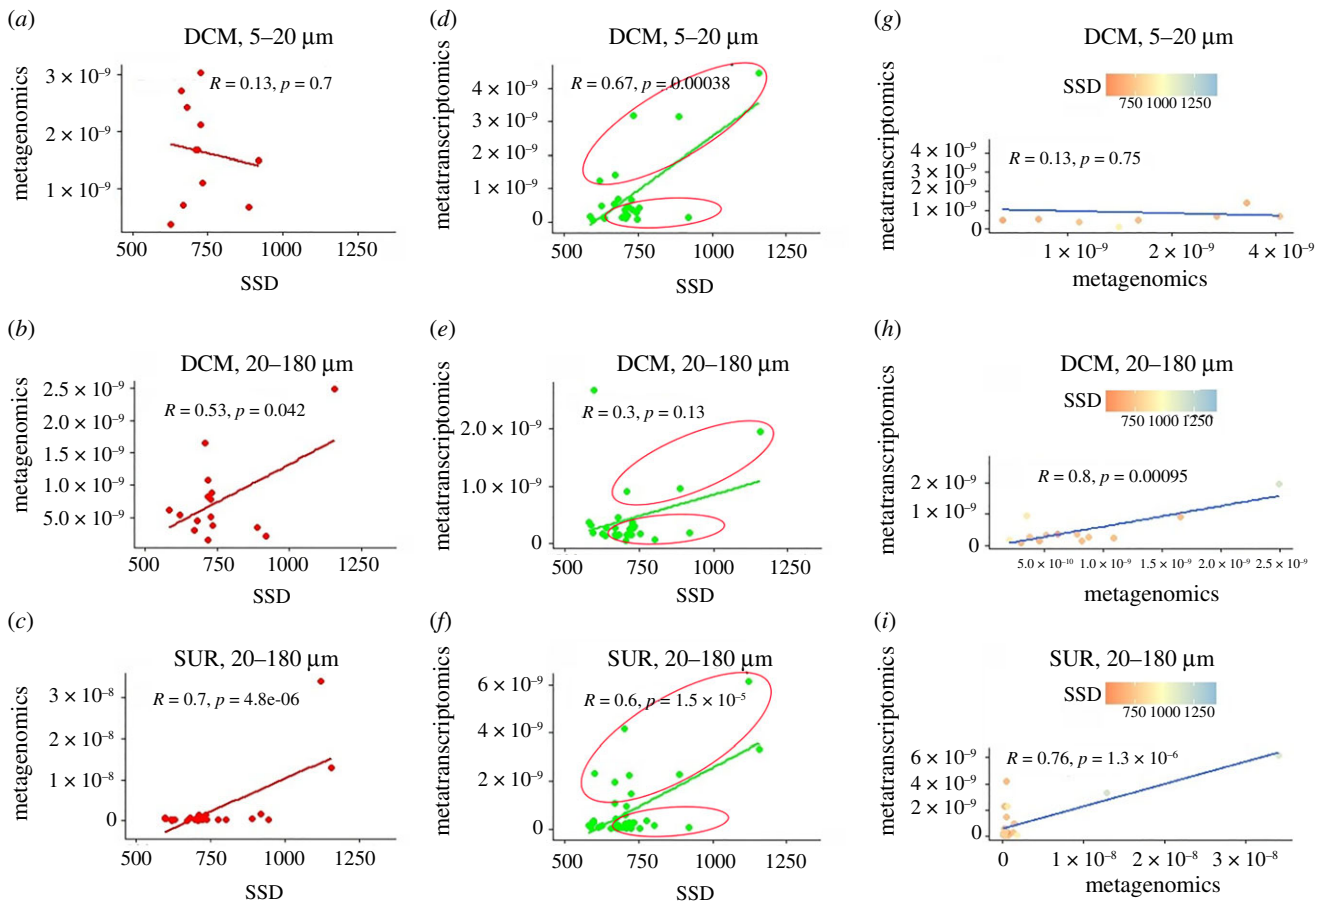 (a)
DCM, 5–20 µm
metagenomics
3 × 10⁻⁹
2 × 10⁻⁹
1 × 10⁻⁹
R = 0.13, p = 0.7
500 750 1000 1250
SSD
(d)
DCM, 5–20 µm
metatranscriptomics
4 × 10⁻⁹
3 × 10⁻⁹
2 × 10⁻⁹
1 × 10⁻⁹
0
R = 0.67, p = 0.00038
500 750 1000 1250
SSD
(g)
DCM, 5–20 µm
SSD
750 1000 1250
metatranscriptomics
4 × 10⁻⁹
3 × 10⁻⁹
2 × 10⁻⁹
1 × 10⁻⁹
0
R = 0.13, p = 0.75
1 × 10⁻⁹ 2 × 10⁻⁹ 4 × 10⁻⁹
metagenomics
(b)
DCM, 20–180 µm
metagenomics
2.5 × 10⁻⁹
2.0 × 10⁻⁹
1.5 × 10⁻⁹
1.0 × 10⁻⁹
5.0 × 10⁻⁹
R = 0.53, p = 0.042
500 750 1000 1250
SSD
(e)
DCM, 20–180 µm
metatranscriptomics
2.0 × 10⁻⁹
1.0 × 10⁻⁹
0
R = 0.3, p = 0.13
500 750 1000 1250
SSD
(h)
DCM, 20–180 µm
SSD
750 1000 1250
metatranscriptomics
2 × 10⁻⁹
1 × 10⁻⁹
0
R = 0.8, p = 0.00095
5.0 × 10⁻¹⁰ 1.0 × 10⁻⁹ 1.5 × 10⁻⁹ 2.0 × 10⁻⁹ 2.5 × 10⁻⁹
metagenomics
(c)
SUR, 20–180 µm
metagenomics
3 × 10⁻⁸
2 × 10⁻⁸
1 × 10⁻⁸
0
R = 0.7, p = 4.8e-06
500 750 1000 1250
SSD
(f)
SUR, 20–180 µm
metatranscriptomics
6 × 10⁻⁹
4 × 10⁻⁹
2 × 10⁻⁹
0
R = 0.6, p = 1.5 × 10⁻⁵
500 750 1000 1250
SSD
(i)
SUR, 20–180 µm
SSD
750 1000 1250
metatranscriptomics
6 × 10⁻⁹
4 × 10⁻⁹
2 × 10⁻⁹
0
R = 0.76, p = 1.3 × 10⁻⁶
0 1 × 10⁻⁸ 2 × 10⁻⁸ 3 × 10⁻⁸
metagenomics